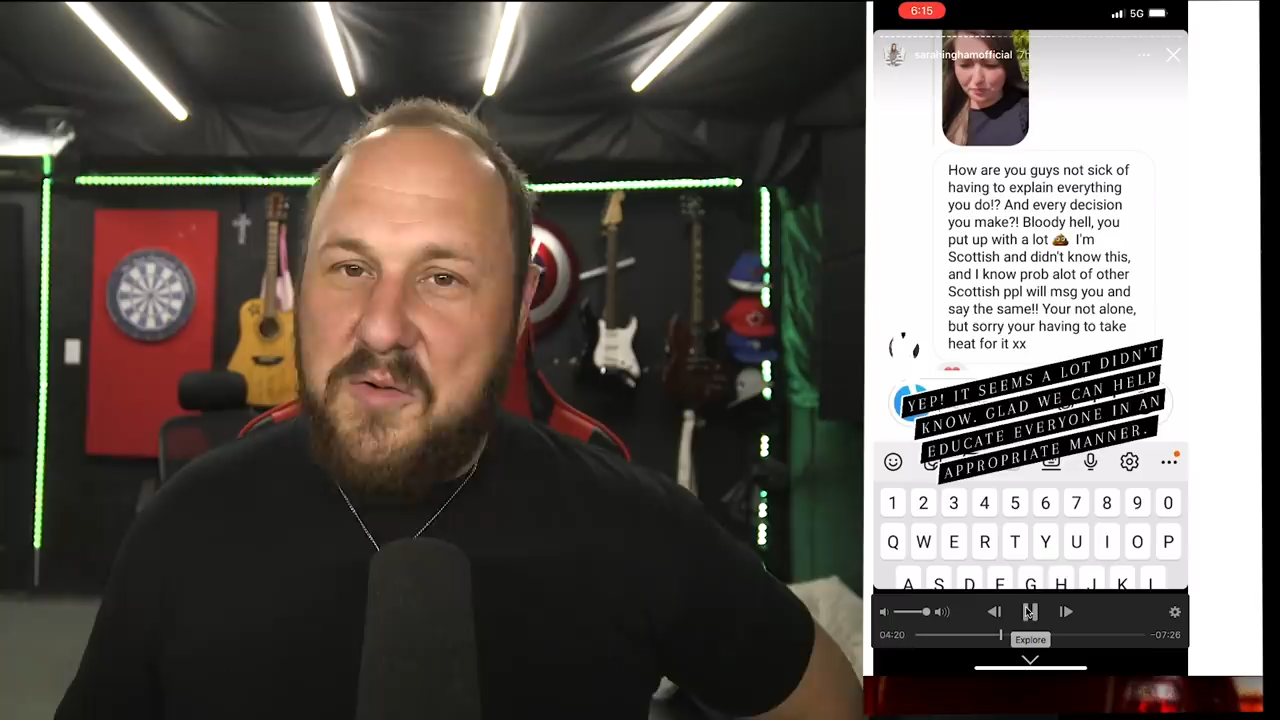 6:15
5G
sarahinghamofficial 7h
How are you guys not sick of
having to explain everything
you do!? And every decision
you make?! Bloody hell, you
put up with a lot 💩 I'm
Scottish and didn't know this,
and I know prob alot of other
Scottish ppl will msg you and
say the same!! Your not alone,
but sorry your having to take
heat for it xx
YEP! IT SEEMS A LOT DIDN'T
KNOW. GLAD WE CAN HELP
EDUCATE EVERYONE IN AN
APPROPRIATE MANNER.
1 2 3 4 5 6 7 8 9 0
Q W E R T Y U I O P
A S D F G H J K L
04:20
-07:26
Explore